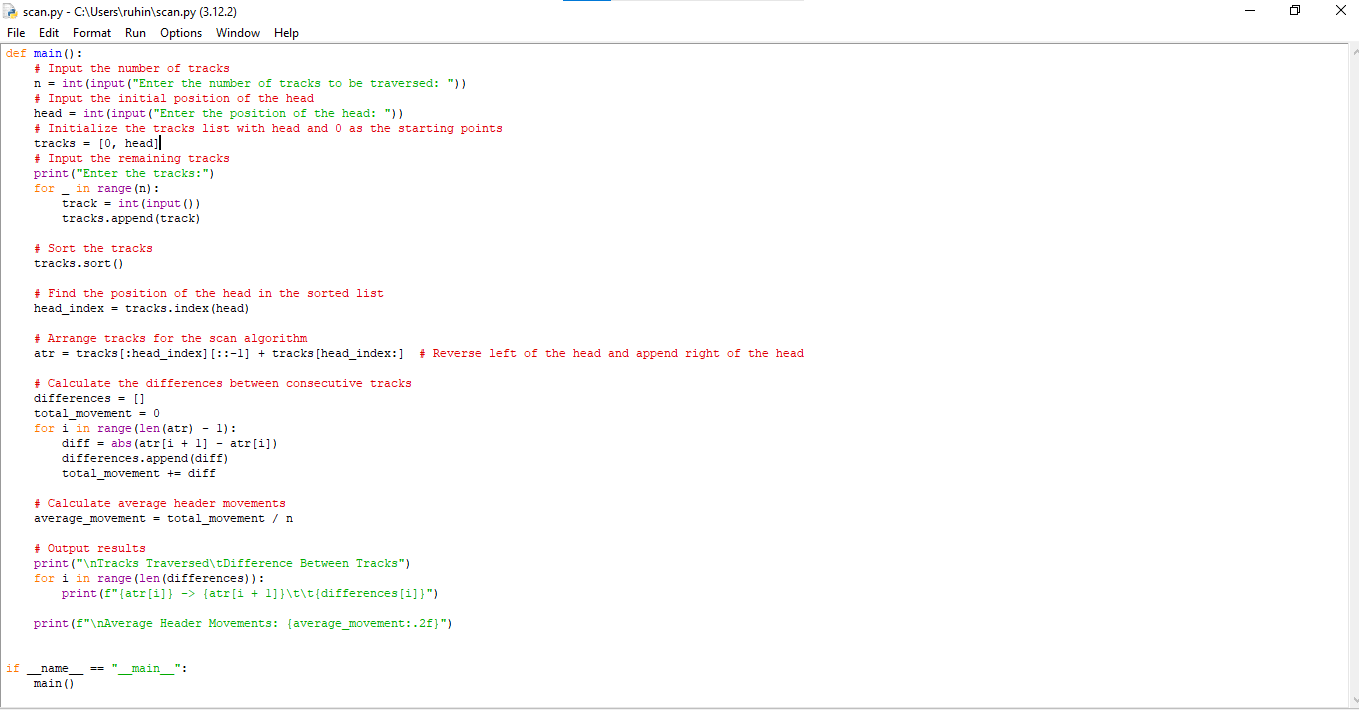 scan.py - C:\Users\ruhin\scan.py (3.12.2)
File Edit Format Run Options Window Help
def main():
    # Input the number of tracks
    n = int(input("Enter the number of tracks to be traversed: "))
    # Input the initial position of the head
    head = int(input("Enter the position of the head: "))
    # Initialize the tracks list with head and 0 as the starting points
    tracks = [0, head]
    # Input the remaining tracks
    print("Enter the tracks:")
    for _ in range(n):
        track = int(input())
        tracks.append(track)

    # Sort the tracks
    tracks.sort()

    # Find the position of the head in the sorted list
    head_index = tracks.index(head)

    # Arrange tracks for the scan algorithm
    atr = tracks[:head_index][::-1] + tracks[head_index:]  # Reverse left of the head and append right of the head

    # Calculate the differences between consecutive tracks
    differences = []
    total_movement = 0
    for i in range(len(atr) - 1):
        diff = abs(atr[i + 1] - atr[i])
        differences.append(diff)
        total_movement += diff

    # Calculate average header movements
    average_movement = total_movement / n

    # Output results
    print("\nTracks Traversed\tDifference Between Tracks")
    for i in range(len(differences)):
        print(f"{atr[i]} -> {atr[i + 1]}\t\t{differences[i]}")

    print(f"\nAverage Header Movements: {average_movement:.2f}")


if __name__ == "__main__":
    main()